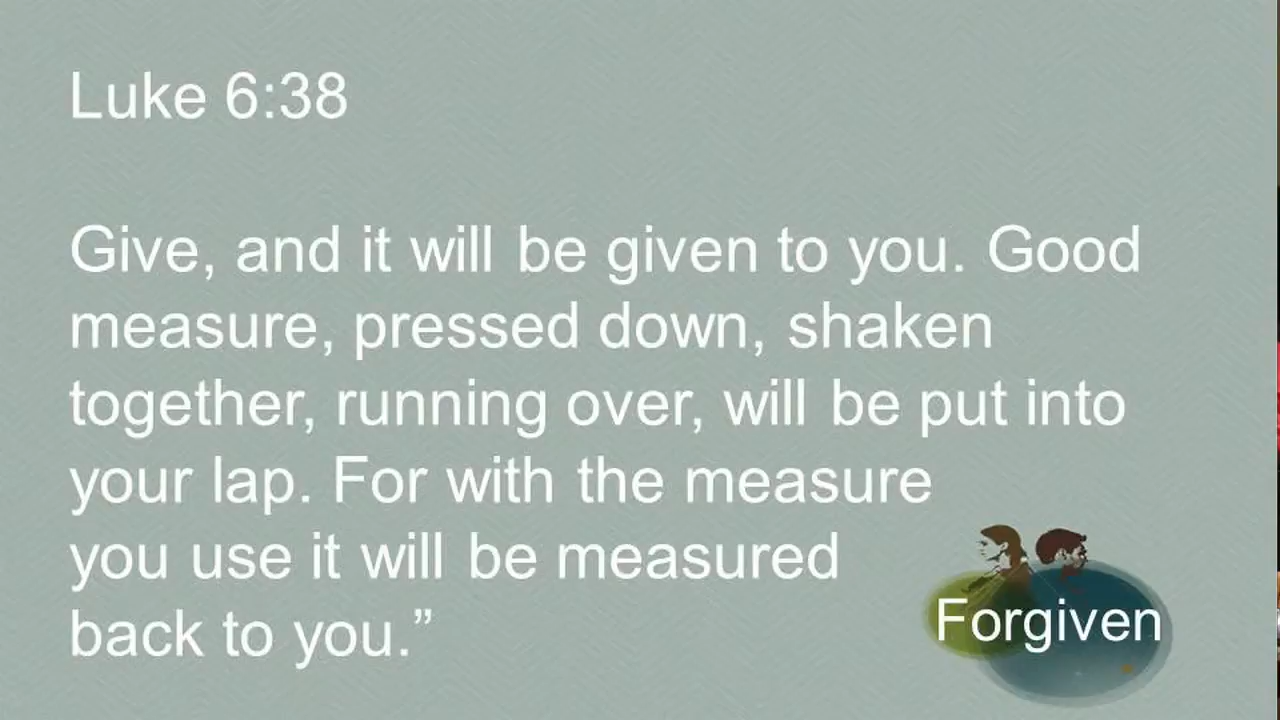 Luke 6:38
Give, and it will be given to you. Good
measure, pressed down, shaken
together, running over, will be put into
your lap. For with the measure
you use it will be measured
back to you.”
Forgiven